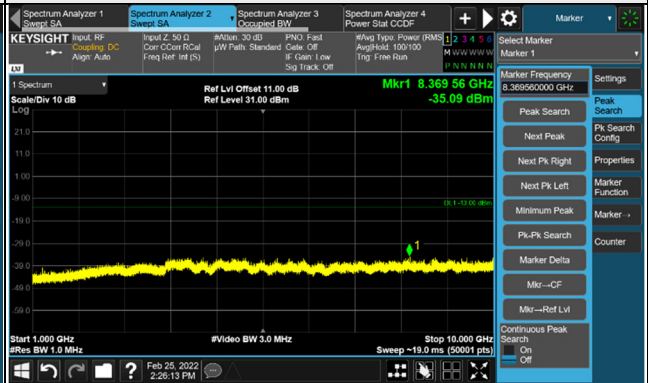 Spectrum Analyzer 1
Swept SA
Spectrum Analyzer 2
Swept SA
Spectrum Analyzer 3
Occupied BW
Spectrum Analyzer 4
Power Stat CCDF
Marker
KEYSIGHT
Input: RF
Coupling: DC
Align: Auto
Input Z: 50 Ω
Corr CCorr RCal
Freq Ref: Int (S)
#Atten: 30 dB
µW Path: Standard
PNO: Fast
Gate: Off
IF Gain: Low
Sig Track: Off
#Avg Type: Power (RMS
Avg|Hold: 100/100
Trig: Free Run
1 2 3 4 5 6
M W W W W W
P N N N N N
LXI
Select Marker
Marker 1
1 Spectrum
Scale/Div 10 dB
Log
Ref Lvl Offset 11.00 dB
Ref Level 31.00 dBm
Mkr1 8.369 56 GHz
-35.09 dBm
21.0
11.0
1.00
-9.00
-19.0
-29.0
-39.0
-49.0
-59.0
DL1 -13.00 dBm
1
Start 1.000 GHz
#Res BW 1.0 MHz
#Video BW 3.0 MHz
Stop 10.000 GHz
Sweep ~19.0 ms (50001 pts)
Marker Frequency
8.369560000 GHz
Peak Search
Next Peak
Next Pk Right
Next Pk Left
Minimum Peak
Pk-Pk Search
Marker Delta
Mkr→CF
Mkr→Ref Lvl
Continuous Peak
Search
On
Off
Settings
Peak
Search
Pk Search
Config
Properties
Marker
Function
Marker→
Counter
?
Feb 25, 2022
2:26:13 PM